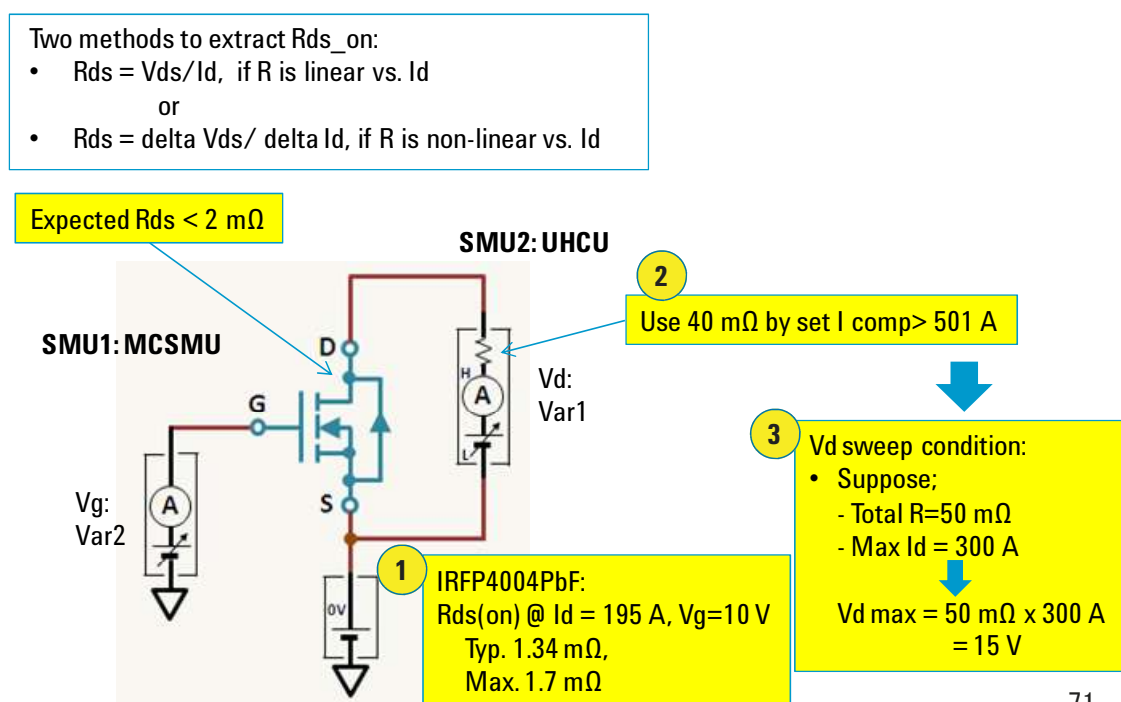 Two methods to extract Rds_on:
• Rds = Vds/Id, if R is linear vs. Id
or
• Rds = delta Vds/ delta Id, if R is non-linear vs. Id
Expected Rds < 2 mΩ
SMU2: UHCU
2
Use 40 mΩ by set I comp> 501 A
SMU1: MCSMU
D
H
A
L
Vd:
Var1
G
S
Vg:
Var2
A
0V
3
Vd sweep condition:
• Suppose;
- Total R=50 mΩ
- Max Id = 300 A
Vd max = 50 mΩ x 300 A
= 15 V
1
IRFP4004PbF:
Rds(on) @ Id = 195 A, Vg=10 V
Typ. 1.34 mΩ,
Max. 1.7 mΩ
71